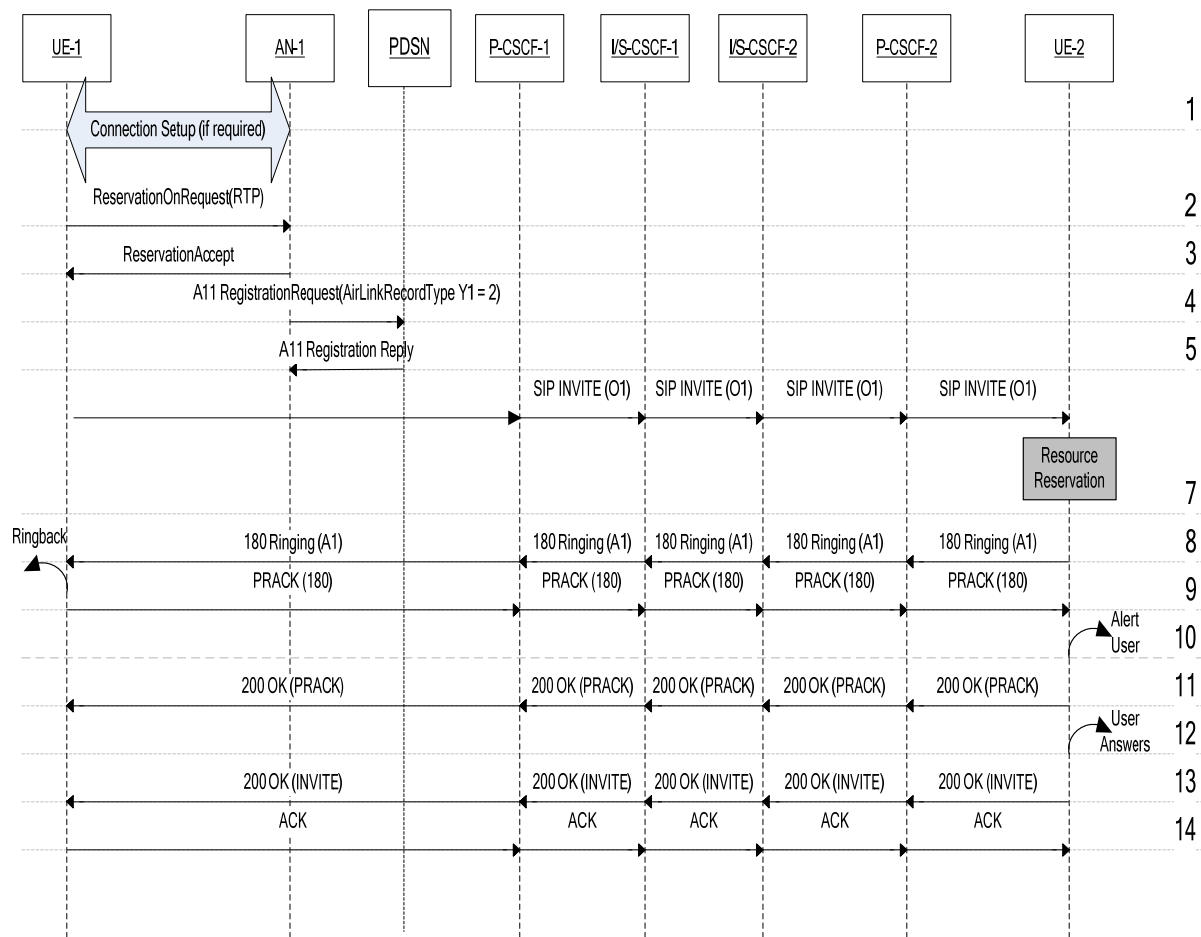 UE-1
AN-1
PDSN
P-CSCF-1
I/S-CSCF-1
I/S-CSCF-2
P-CSCF-2
UE-2
Connection Setup (if required)
1
ReservationOnRequest(RTP)
2
ReservationAccept
3
A11 RegistrationRequest(AirLinkRecordType Y1 = 2)
4
A11 Registration Reply
5
SIP INVITE (O1)
SIP INVITE (O1)
SIP INVITE (O1)
SIP INVITE (O1)
Resource
Reservation
7
Ringback
180 Ringing (A1)
180 Ringing (A1)
180 Ringing (A1)
180 Ringing (A1)
180 Ringing (A1)
8
PRACK (180)
PRACK (180)
PRACK (180)
PRACK (180)
PRACK (180)
9
Alert
User
10
200 OK (PRACK)
200 OK (PRACK)
200 OK (PRACK)
200 OK (PRACK)
200 OK (PRACK)
11
User
Answers
12
200 OK (INVITE)
200 OK (INVITE)
200 OK (INVITE)
200 OK (INVITE)
200 OK (INVITE)
13
ACK
ACK
ACK
ACK
ACK
14